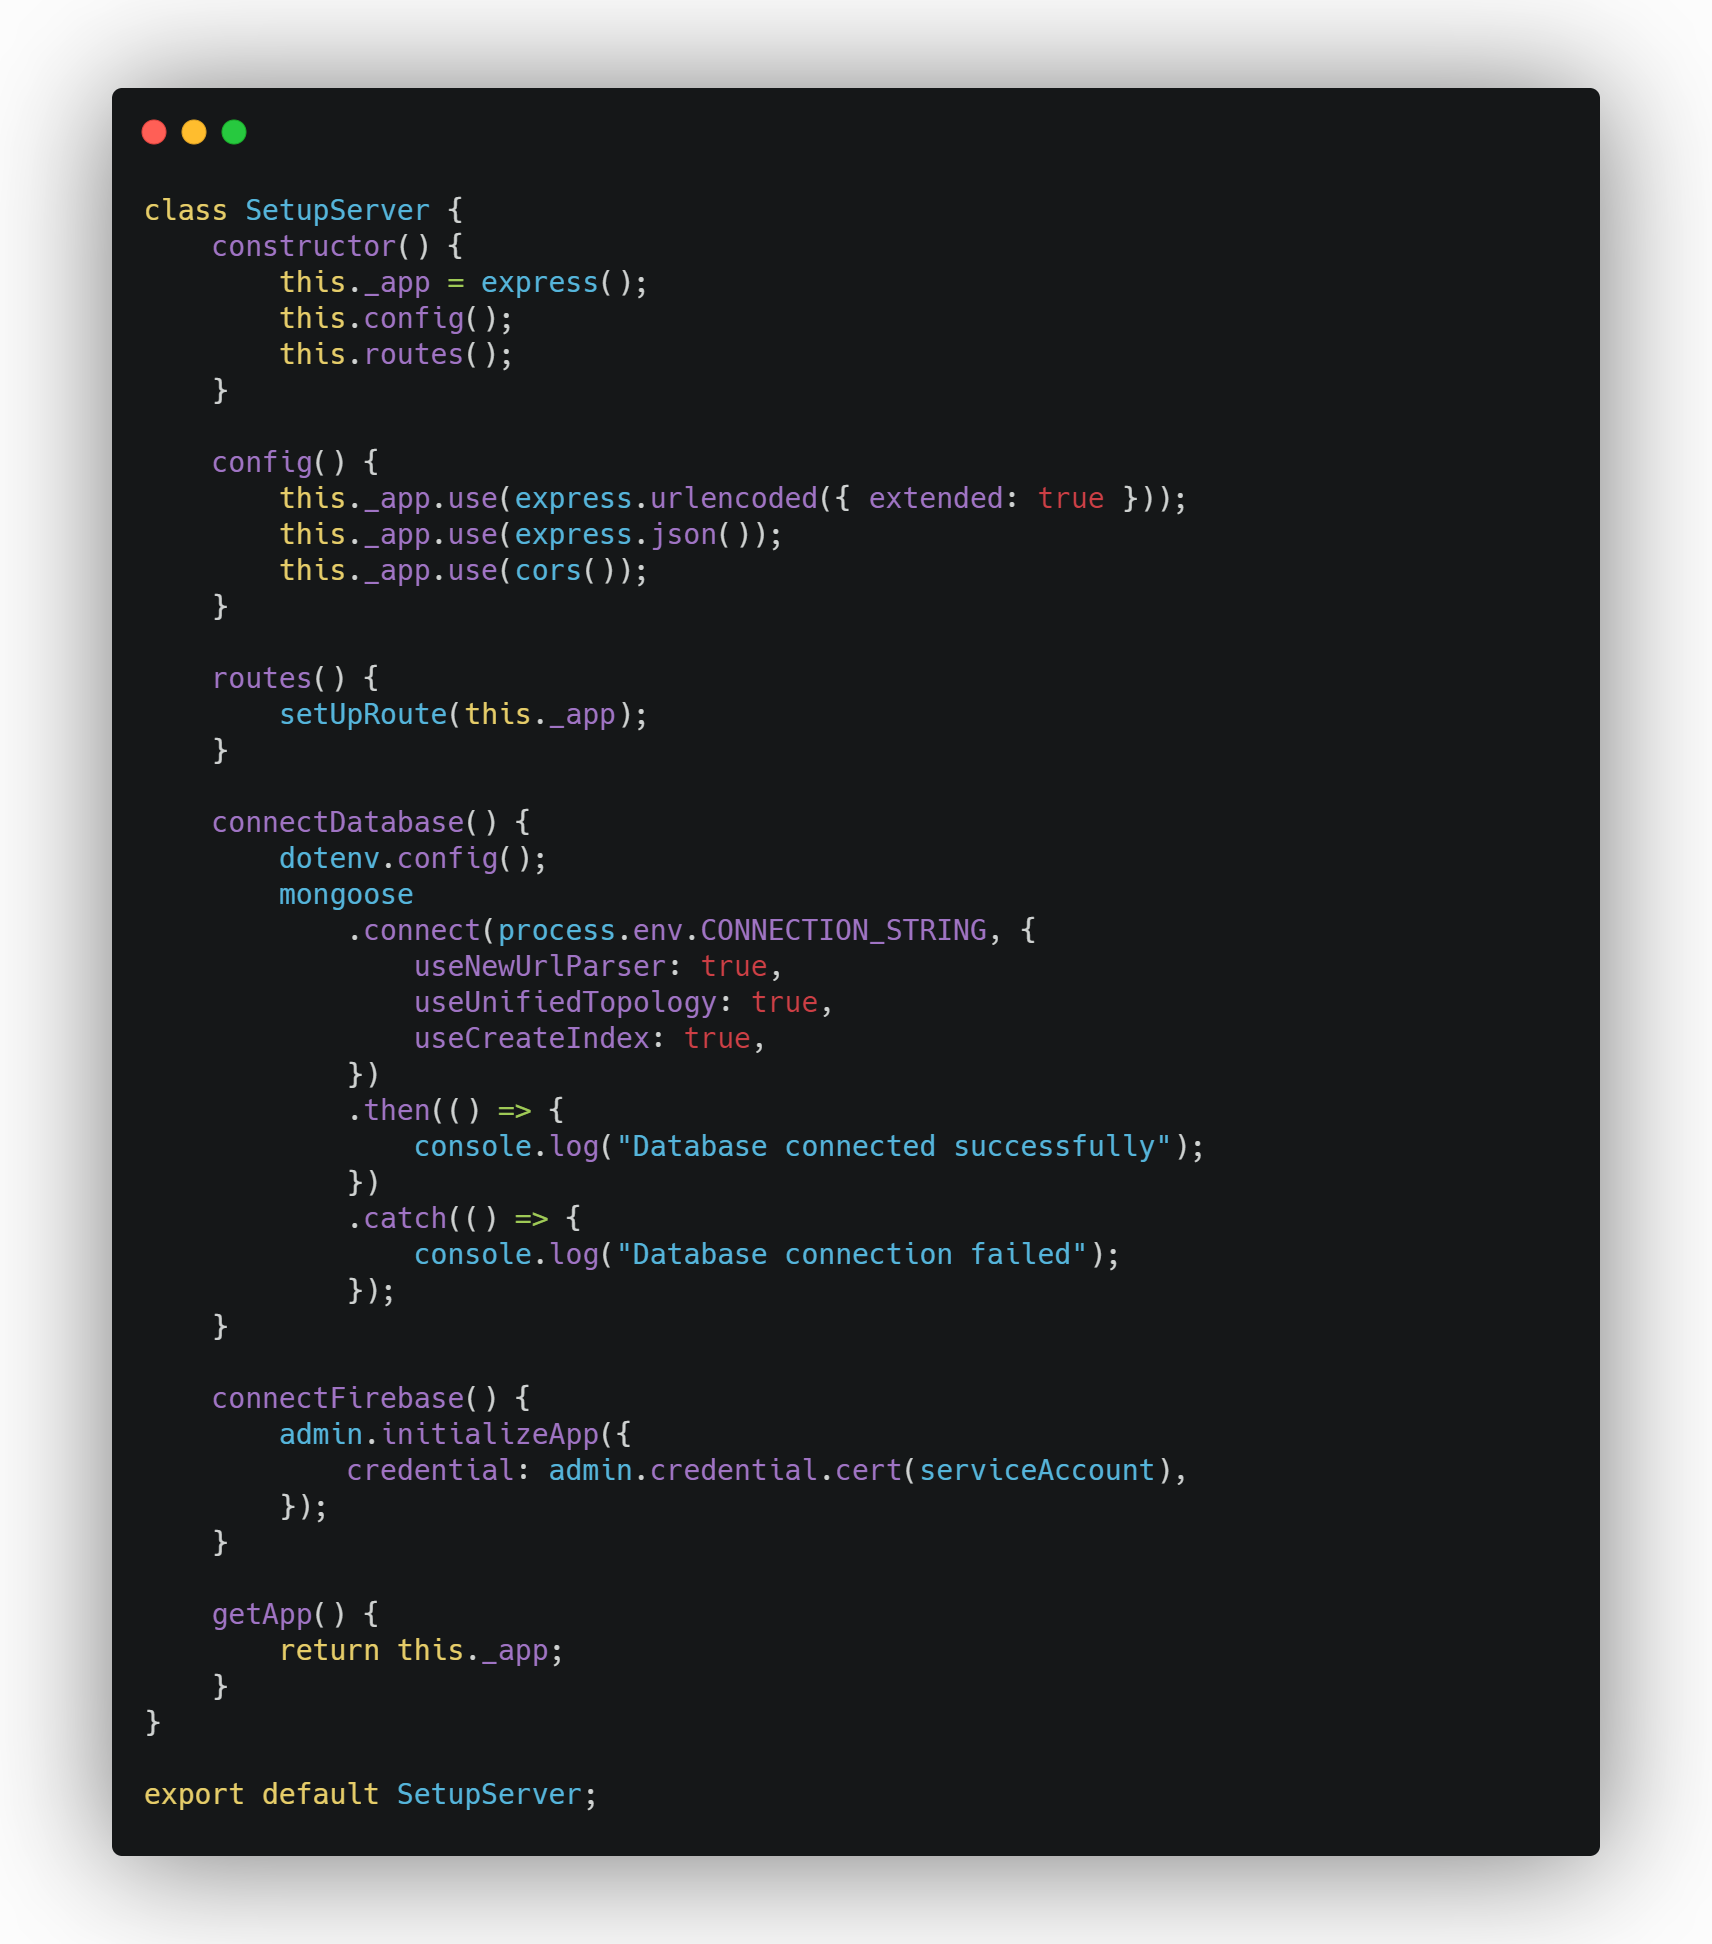 class SetupServer {
    constructor() {
        this._app = express();
        this.config();
        this.routes();
    }

    config() {
        this._app.use(express.urlencoded({ extended: true }));
        this._app.use(express.json());
        this._app.use(cors());
    }

    routes() {
        setUpRoute(this._app);
    }

    connectDatabase() {
        dotenv.config();
        mongoose
            .connect(process.env.CONNECTION_STRING, {
                useNewUrlParser: true,
                useUnifiedTopology: true,
                useCreateIndex: true,
            })
            .then(() => {
                console.log("Database connected successfully");
            })
            .catch(() => {
                console.log("Database connection failed");
            });
    }

    connectFirebase() {
        admin.initializeApp({
            credential: admin.credential.cert(serviceAccount),
        });
    }

    getApp() {
        return this._app;
    }
}

export default SetupServer;